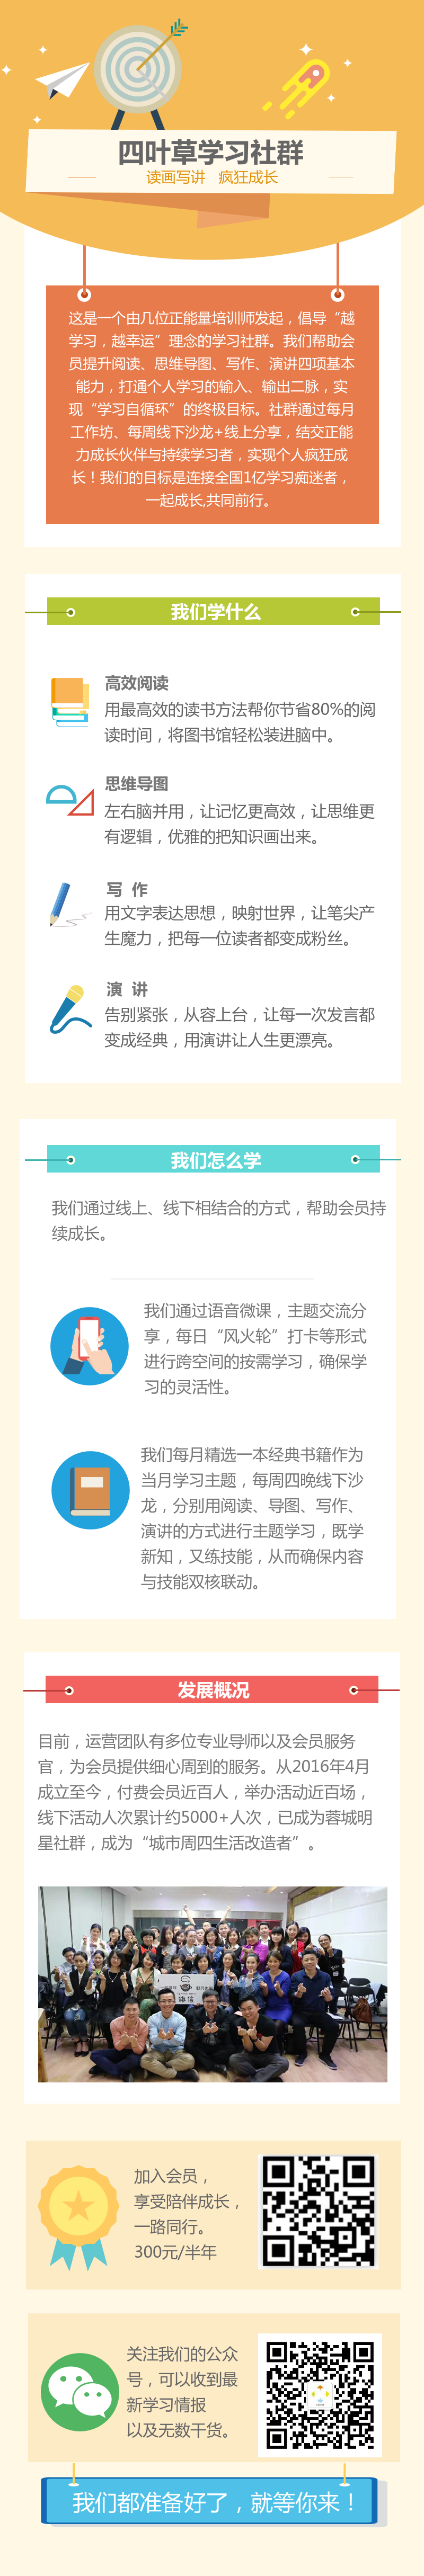 四叶草学习社群
读画写讲 疯狂成长
这是一个由几位正能量培训师发起，倡导“越
学习，越幸运”理念的学习社群。我们帮助会
员提升阅读、思维导图、写作、演讲四项基本
能力，打通个人学习的输入、输出二脉，实
现“学习自循环”的终极目标。社群通过每月
工作坊、每周线下沙龙+线上分享，结交正能
力成长伙伴与持续学习者，实现个人疯狂成
长！我们的目标是连接全国1亿学习痴迷者，
一起成长,共同前行。
我们学什么
高效阅读
用最高效的读书方法帮你节省80%的阅
读时间，将图书馆轻松装进脑中。
思维导图
左右脑并用，让记忆更高效，让思维更
有逻辑，优雅的把知识画出来。
写 作
用文字表达思想，映射世界，让笔尖产
生魔力，把每一位读者都变成粉丝。
演 讲
告别紧张，从容上台，让每一次发言都
变成经典，用演讲让人生更漂亮。
我们怎么学
我们通过线上、线下相结合的方式，帮助会员持
续成长。
我们通过语音微课，主题交流分
享，每日“风火轮”打卡等形式
进行跨空间的按需学习，确保学
习的灵活性。
我们每月精选一本经典书籍作为
当月学习主题，每周四晚线下沙
龙，分别用阅读、导图、写作、
演讲的方式进行主题学习，既学
新知，又练技能，从而确保内容
与技能双核联动。
发展概况
目前，运营团队有多位专业导师以及会员服务
官，为会员提供细心周到的服务。从2016年4月
成立至今，付费会员近百人，举办活动近百场，
线下活动人次累计约5000+人次，已成为蓉城明
星社群，成为“城市周四生活改造者”。
加入会员，
享受陪伴成长，
一路同行。
300元/半年
关注我们的公众
号，可以收到最
新学习情报
以及无数干货。
我们都准备好了，就等你来！